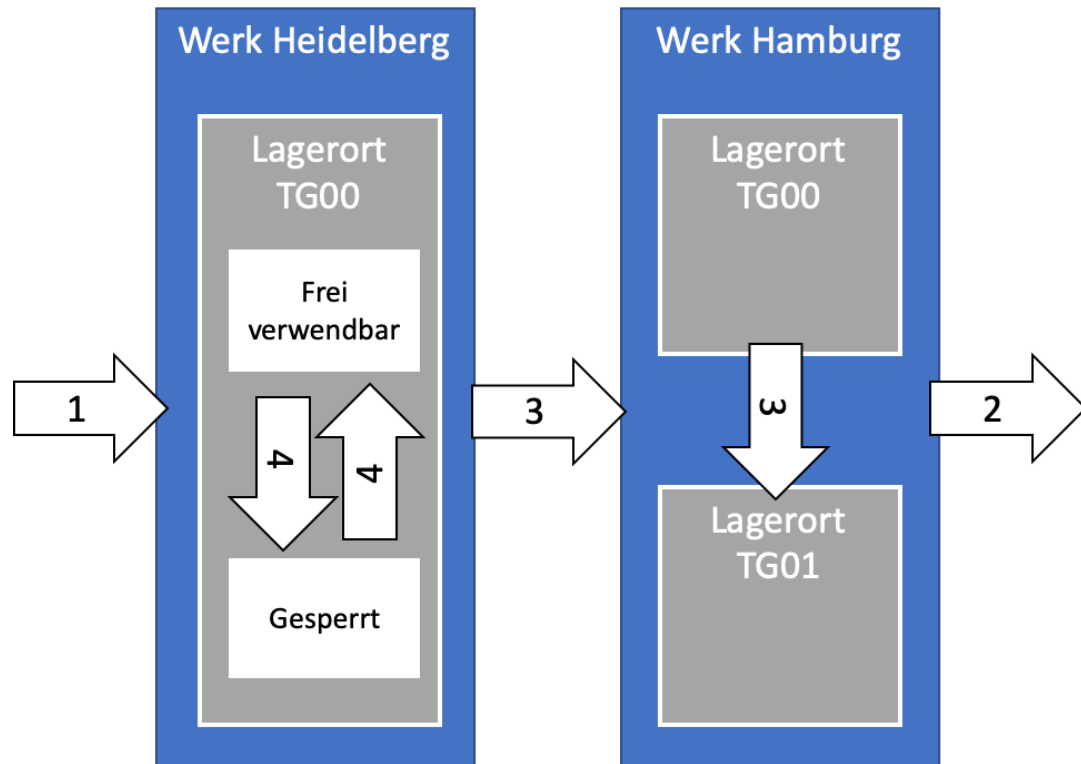 Werk Heidelberg
Lagerort
TG00
Frei
verwendbar
4
4
Gesperrt
1
3
Werk Hamburg
Lagerort
TG00
3
Lagerort
TG01
2